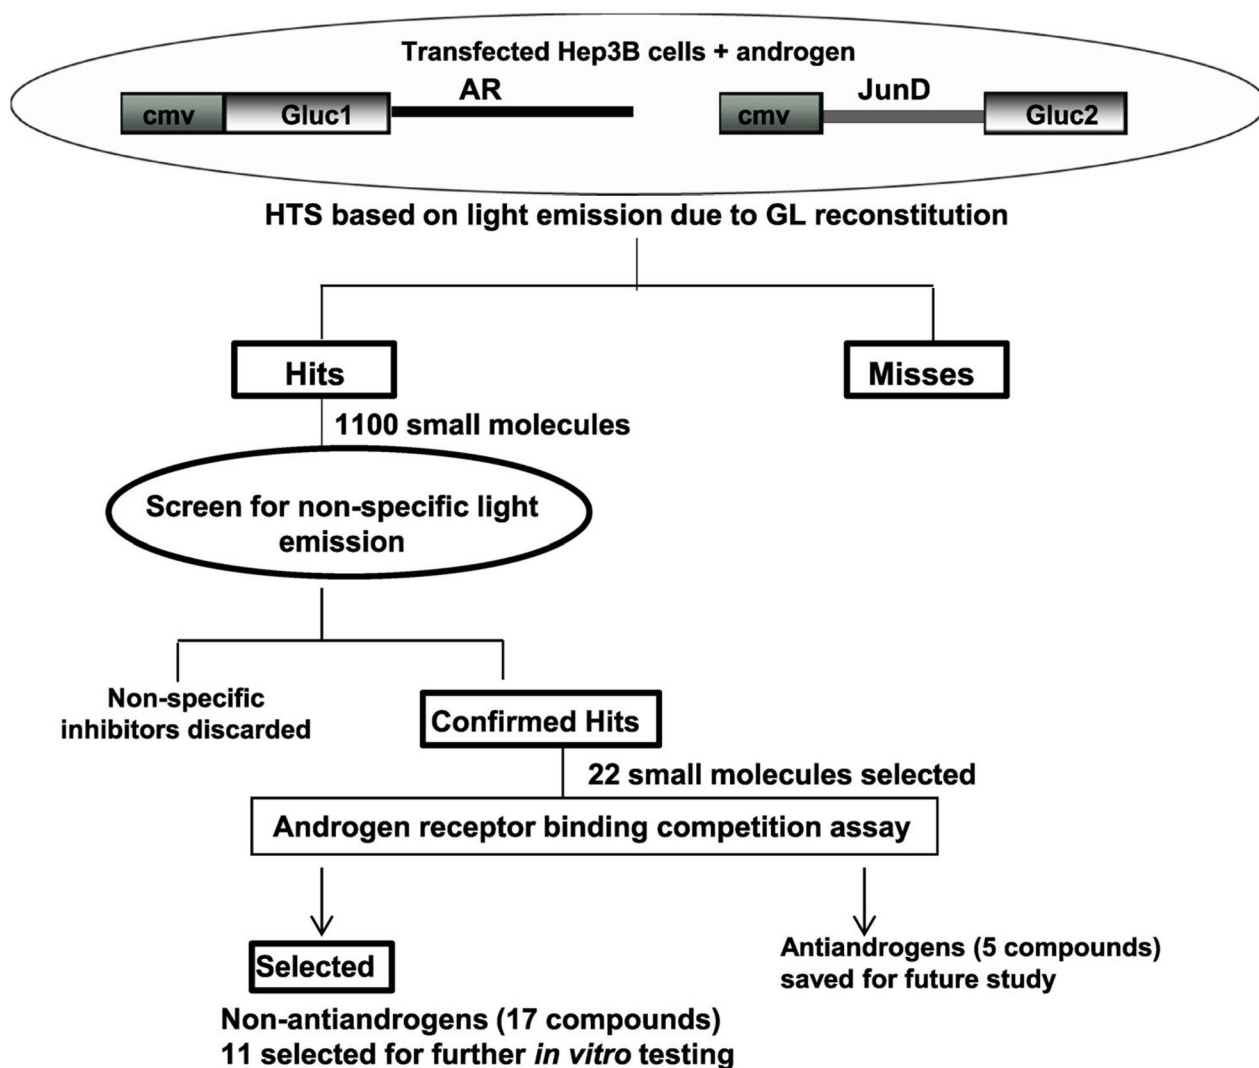 Transfected Hep3B cells + androgen
AR
JunD
cmv
Gluc1
cmv
Gluc2
HTS based on light emission due to GL reconstitution
Hits
Misses
1100 small molecules
Screen for non-specific light
emission
Non-specific
inhibitors discarded
Confirmed Hits
22 small molecules selected
Androgen receptor binding competition assay
Selected
Antiandrogens (5 compounds)
saved for future study
Non-antiandrogens (17 compounds)
11 selected for further in vitro testing